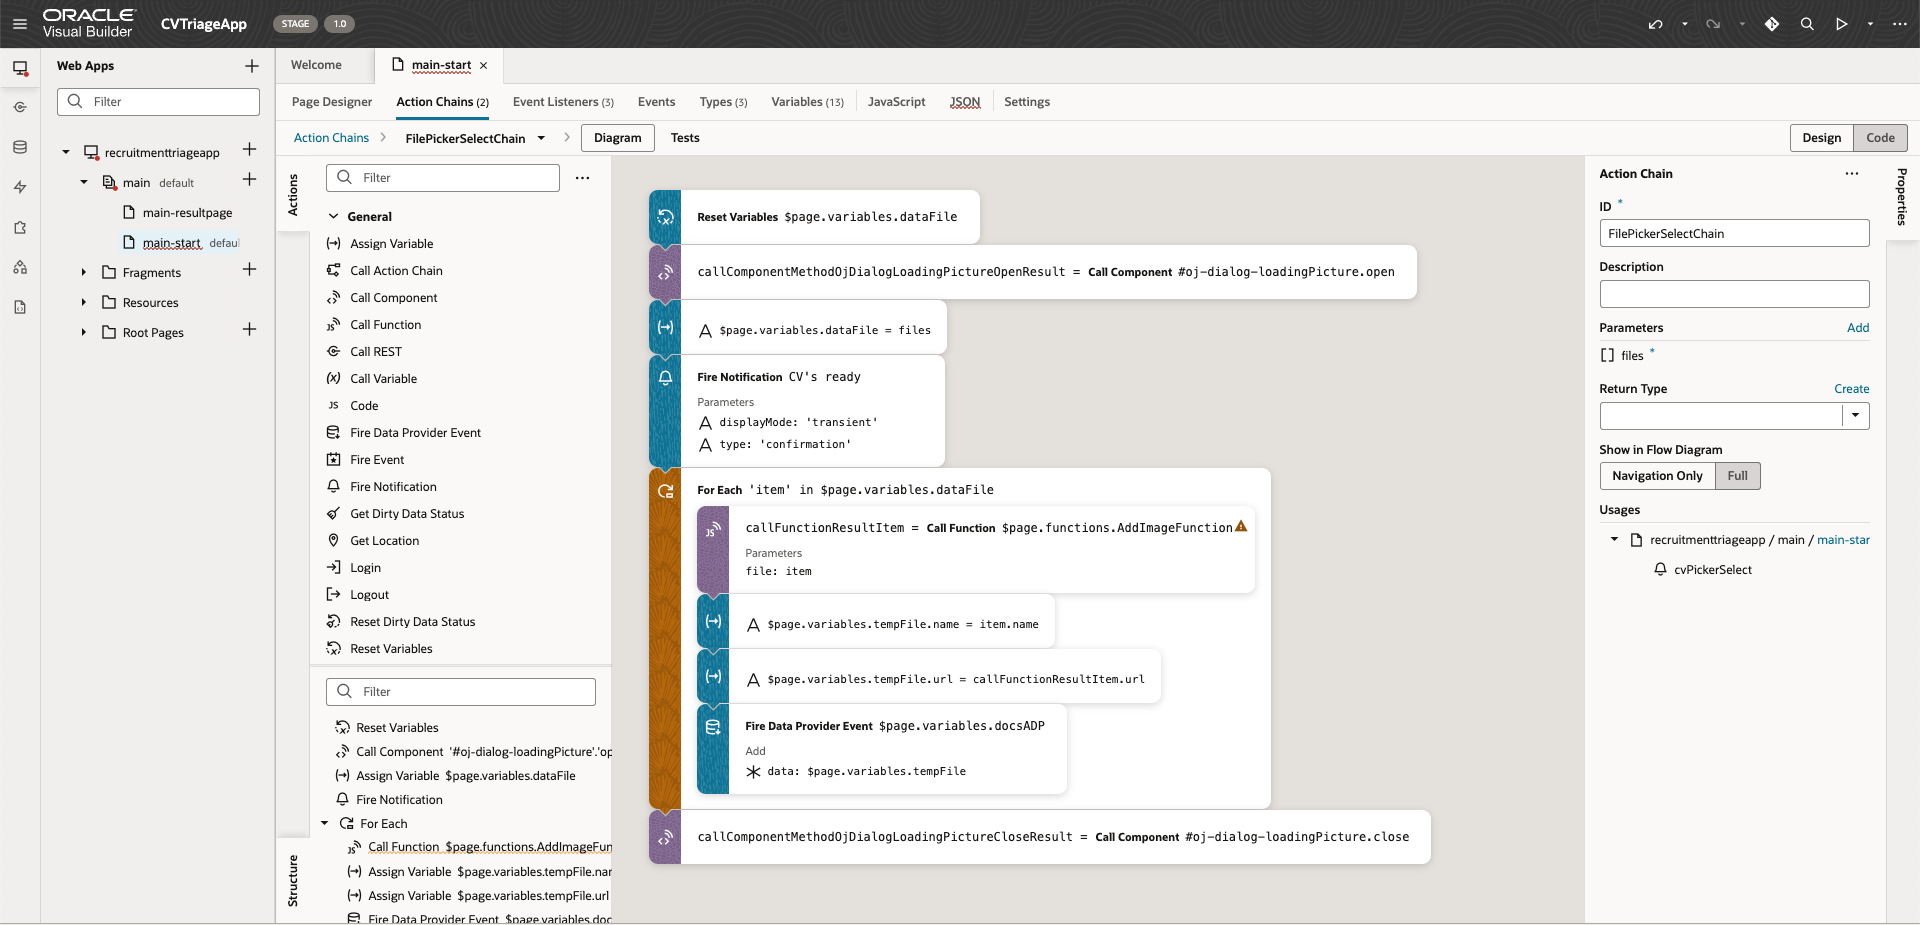 ORACLE
Visual Builder
CVTriageApp
STAGE
1.0
Web Apps
Filter
recruitmenttriageapp
main default
main-resultpage
main-start defaul
Fragments
Resources
Root Pages
Welcome
main-start
Page Designer
Action Chains (2)
Event Listeners (3)
Events
Types (3)
Variables (13)
JavaScript
JSON
Settings
Action Chains
FilePickerSelectChain
Diagram
Tests
Design
Code
Actions
Filter
General
Assign Variable
Call Action Chain
Call Component
Call Function
Call REST
Call Variable
Code
Fire Data Provider Event
Fire Event
Fire Notification
Get Dirty Data Status
Get Location
Login
Logout
Reset Dirty Data Status
Reset Variables
Structure
Filter
Reset Variables
Call Component '#oj-dialog-loadingPicture'.'op
Assign Variable $page.variables.dataFile
Fire Notification
For Each
Call Function $page.functions.AddImageFun
Assign Variable $page.variables.tempFile.nar
Assign Variable $page.variables.tempFile.url
Fire Data Provider Event $page.variables.doc
Reset Variables $page.variables.dataFile
callComponentMethodOjDialogLoadingPictureOpenResult = Call Component #oj-dialog-loadingPicture.open
$page.variables.dataFile = files
Fire Notification CV's ready
Parameters
displayMode: 'transient'
type: 'confirmation'
For Each 'item' in $page.variables.dataFile
callFunctionResultItem = Call Function $page.functions.AddImageFunction
Parameters
file: item
$page.variables.tempFile.name = item.name
$page.variables.tempFile.url = callFunctionResultItem.url
Fire Data Provider Event $page.variables.docsADP
Add
data: $page.variables.tempFile
callComponentMethodOjDialogLoadingPictureCloseResult = Call Component #oj-dialog-loadingPicture.close
Properties
Action Chain
ID *
FilePickerSelectChain
Description
Parameters
Add
files *
Return Type
Create
Show in Flow Diagram
Navigation Only
Full
Usages
recruitmenttriageapp / main / main-star
cvPickerSelect